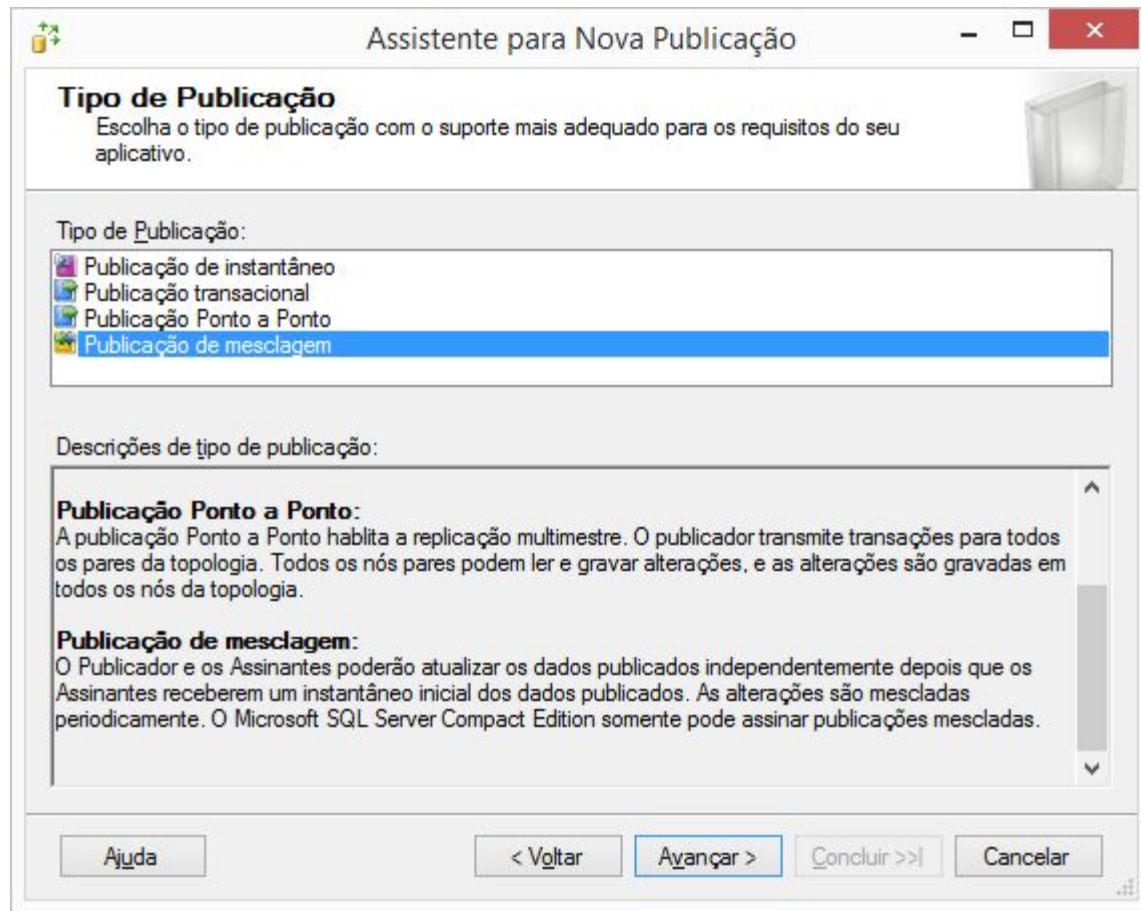 Assistente para Nova Publicação
Tipo de Publicação
Escolha o tipo de publicação com o suporte mais adequado para os requisitos do seu
aplicativo.
Tipo de Publicação:
Publicação de instantâneo
Publicação transacional
Publicação Ponto a Ponto
Publicação de mesclagem
Descrições de tipo de publicação:
Publicação Ponto a Ponto:
A publicação Ponto a Ponto hablita a replicação multimestre. O publicador transmite transações para todos
os pares da topologia. Todos os nós pares podem ler e gravar alterações, e as alterações são gravadas em
todos os nós da topologia.
Publicação de mesclagem:
O Publicador e os Assinantes poderão atualizar os dados publicados independentemente depois que os
Assinantes receberem um instantâneo inicial dos dados publicados. As alterações são mescladas
periodicamente. O Microsoft SQL Server Compact Edition somente pode assinar publicações mescladas.
Ajuda
< Voltar
Avançar >
Concluir >>|
Cancelar